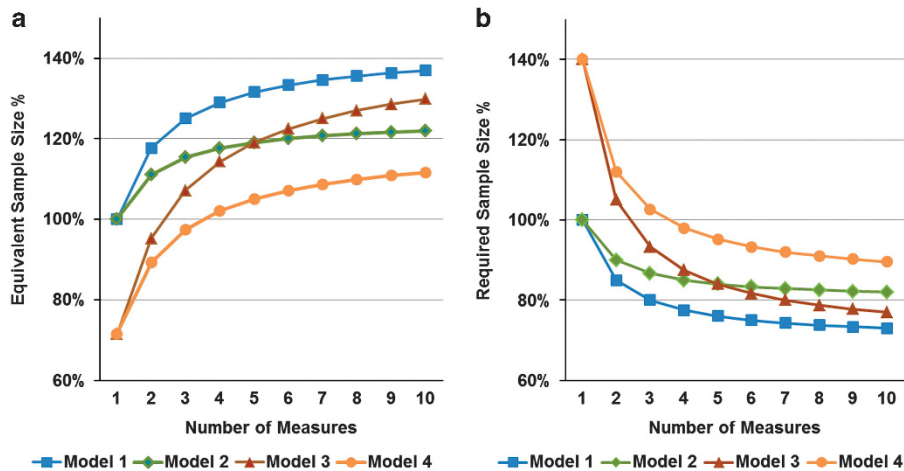 a
Equivalent Sample Size %
140%
120%
100%
80%
60%
1 2 3 4 5 6 7 8 9 10
Number of Measures
Model 1 Model 2 Model 3 Model 4
b
Required Sample Size %
140%
120%
100%
80%
60%
1 2 3 4 5 6 7 8 9 10
Number of Measures
Model 1 Model 2 Model 3 Model 4